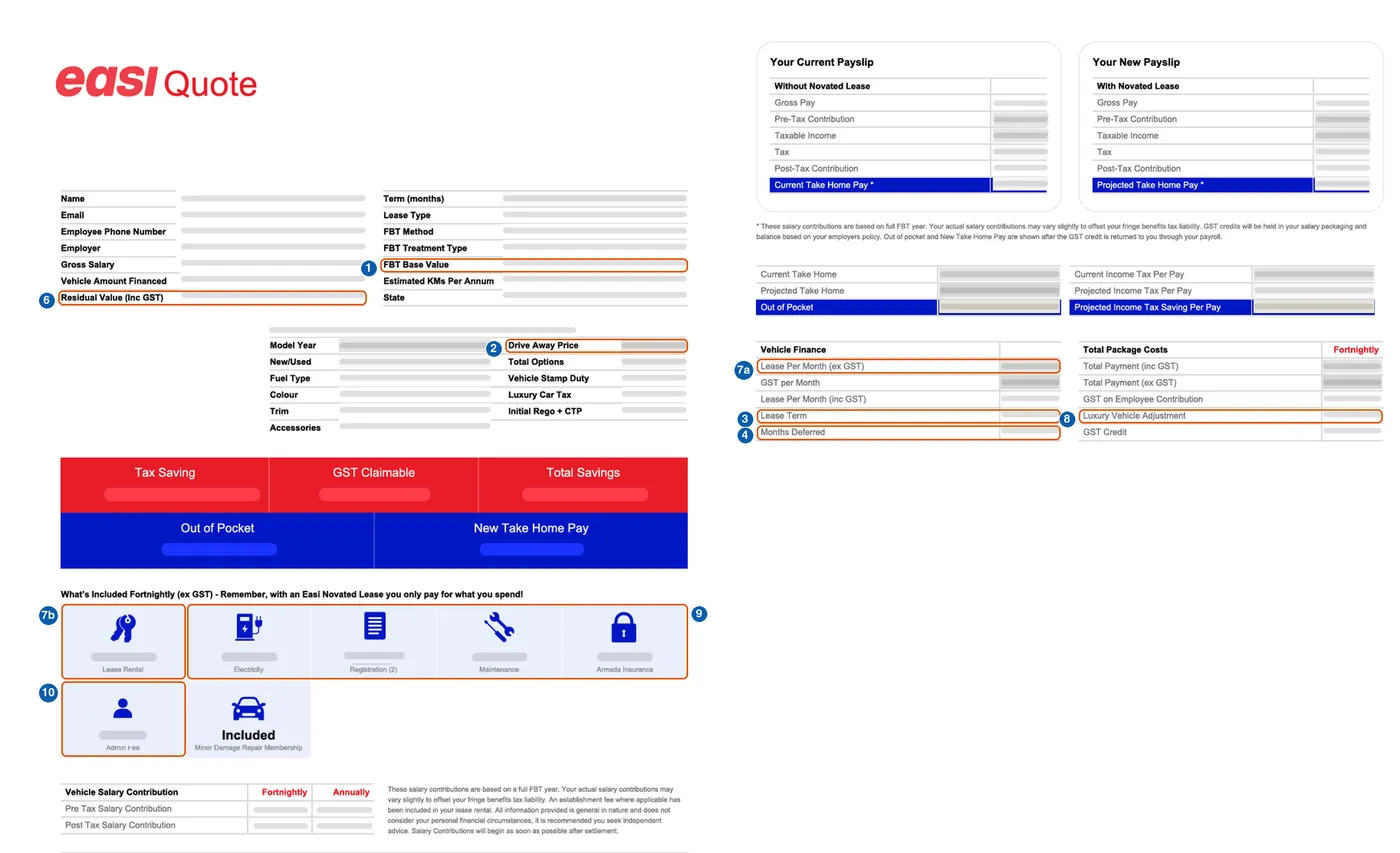 easi Quote
Name
Email
Employee Phone Number
Employer
Gross Salary
Vehicle Amount Financed
6 Residual Value (Inc GST)
Term (months)
Lease Type
FBT Method
FBT Treatment Type
1 FBT Base Value
Estimated KMs Per Annum
State
Model Year
New/Used
Fuel Type
Colour
Trim
Accessories
2 Drive Away Price
Total Options
Vehicle Stamp Duty
Luxury Car Tax
Initial Rego + CTP
Tax Saving GST Claimable Total Savings
Out of Pocket New Take Home Pay
What's Included Fortnightly (ex GST) - Remember, with an Easi Novated Lease you only pay for what you spend!
7b 9
Lease Rental Electricity Registration (2) Maintenance Armada Insurance
10
Included
Admin Fee Minor Damage Repair Membership
Vehicle Salary Contribution Fortnightly Annually
Pre Tax Salary Contribution
Post Tax Salary Contribution
These salary contributions are based on a full FBT year. Your actual salary contributions may
vary slightly to offset your fringe benefits tax liability. An establishment fee where applicable has
been included in your lease rental. All information provided is general in nature and does not
consider your personal financial circumstances, it is recommended you seek independent
advice. Salary Contributions will begin as soon as possible after settlement.
Your Current Payslip
Without Novated Lease
Gross Pay
Pre-Tax Contribution
Taxable Income
Tax
Post-Tax Contribution
Current Take Home Pay *
Your New Payslip
With Novated Lease
Gross Pay
Pre-Tax Contribution
Taxable Income
Tax
Post-Tax Contribution
Projected Take Home Pay *
* These salary contributions are based on full FBT year. Your actual salary contributions may vary slightly to offset your fringe benefits tax liability. GST credits will be held in your salary packaging and
balance based on your employers policy. Out of pocket and New Take Home Pay are shown after the GST credit is returned to you through your payroll.
Current Take Home
Projected Take Home
Out of Pocket
Current Income Tax Per Pay
Projected Income Tax Per Pay
Projected Income Tax Saving Per Pay
Vehicle Finance
7a Lease Per Month (ex GST)
GST per Month
Lease Per Month (inc GST)
3 Lease Term
4 Months Deferred
Total Package Costs Fortnightly
Total Payment (inc GST)
Total Payment (ex GST)
GST on Employee Contribution
8 Luxury Vehicle Adjustment
GST Credit